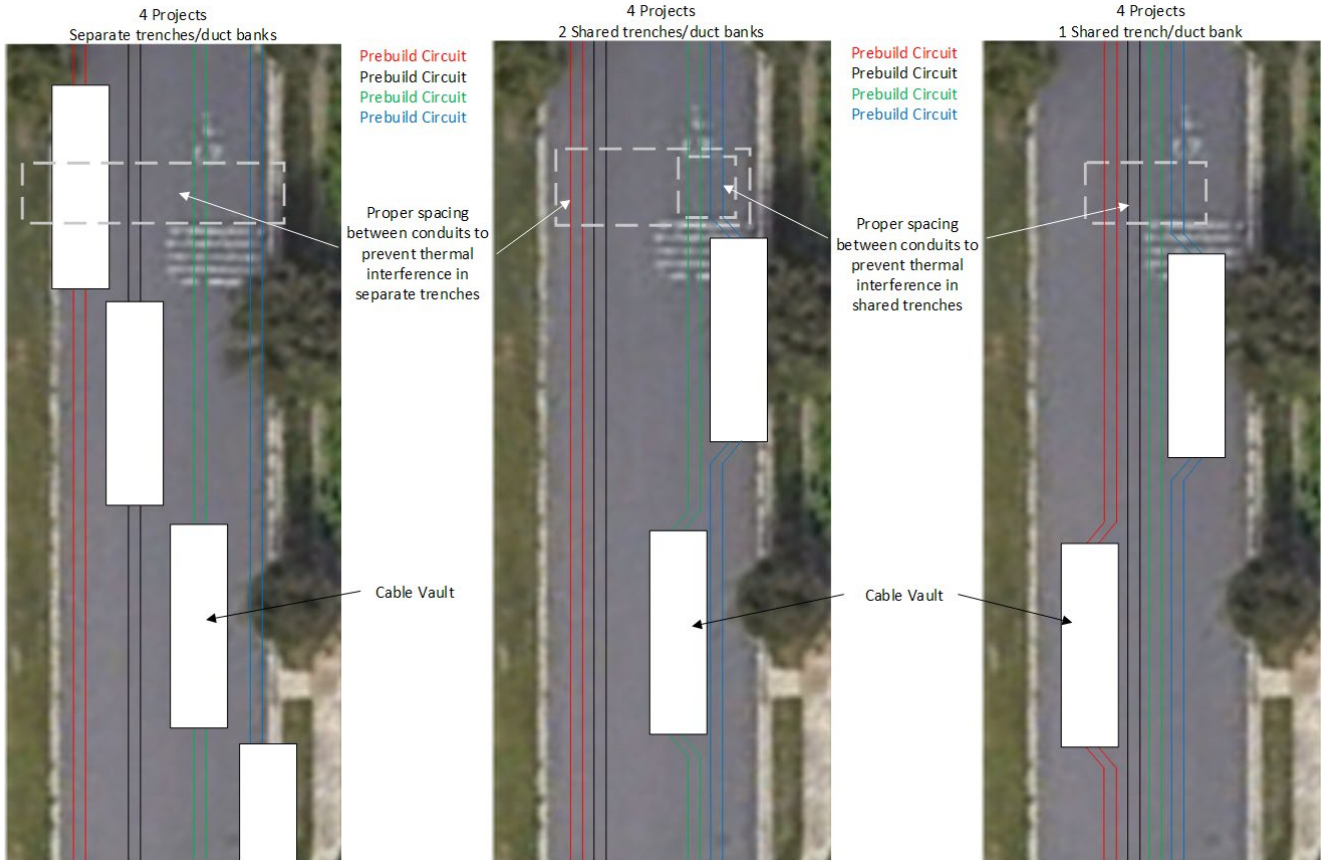 4 Projects
Separate trenches/duct banks
Prebuild Circuit
Prebuild Circuit
Prebuild Circuit
Prebuild Circuit
Proper spacing
between conduits to
prevent thermal
interference in
separate trenches
4 Projects
2 Shared trenches/duct banks
Prebuild Circuit
Prebuild Circuit
Prebuild Circuit
Prebuild Circuit
Proper spacing
between conduits to
prevent thermal
interference in
shared trenches
4 Projects
1 Shared trench/duct bank
Cable Vault
Cable Vault